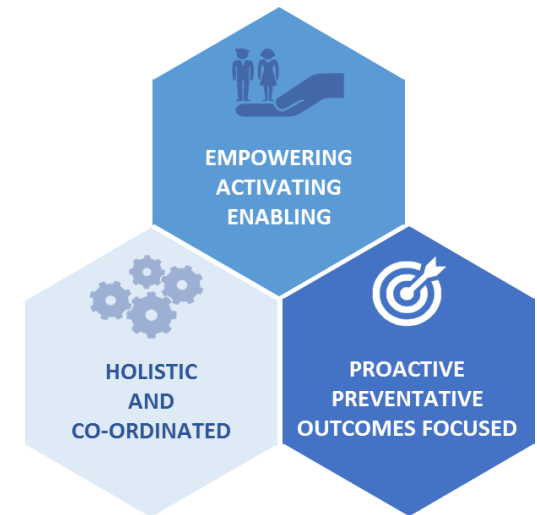 EMPOWERING
ACTIVATING
ENABLING
HOLISTIC
AND
CO-ORDINATED
PROACTIVE
PREVENTATIVE
OUTCOMES FOCUSED